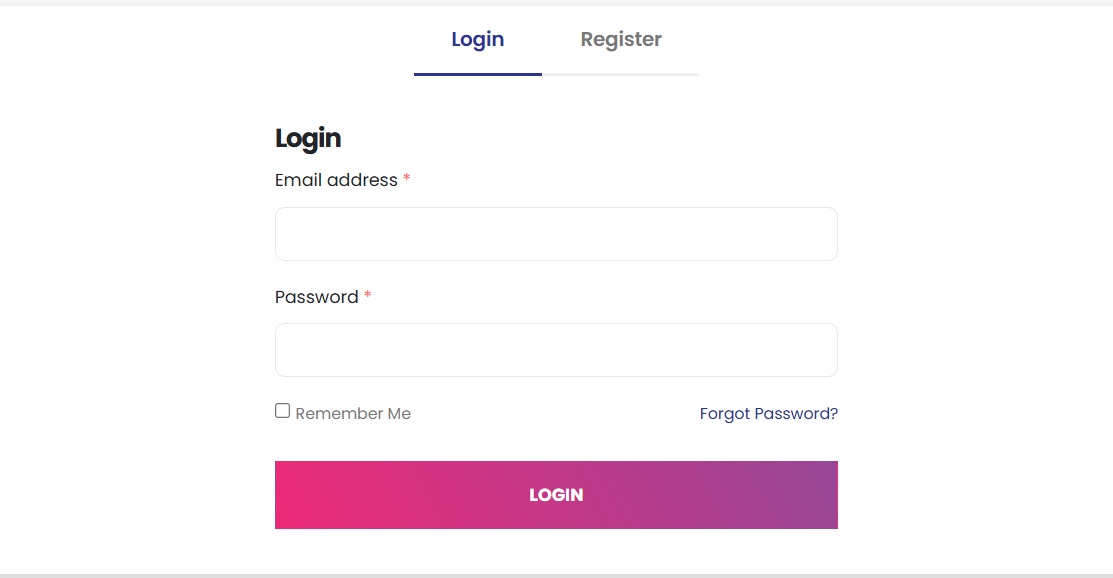 Login Register
Login
Email address *
Password *
Remember Me Forgot Password?
LOGIN